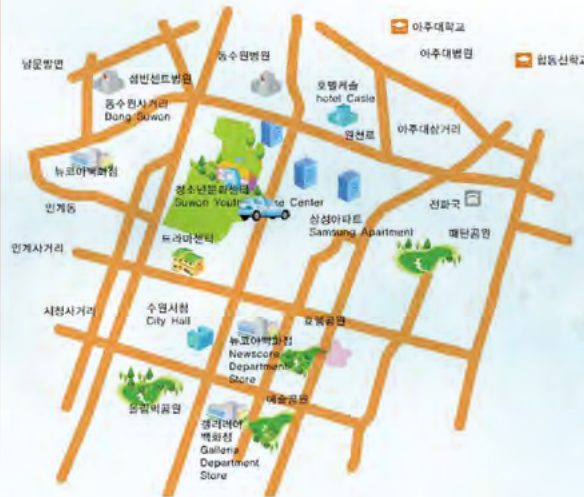 아주대학교
아주대병원
합동신학교
남문방면
동수원병원
성빈센트병원
호텔캐슬
hotel Casle
동수원사거리
Dong Suwon
원천로
아주대삼거리
뉴코아백화점
청소년문화센타
Suwon Youth
ne Center
전파국
인계동
삼성아파트
Samsung Apartment
매탄공원
드라마센타
인계사거리
시청사거리
수원시청
City Hall
효원공원
뉴코아백화점
Newscore
Department
Store
올림픽공원
예술공원
갤러리아
백화점
Galleria
Department
Store